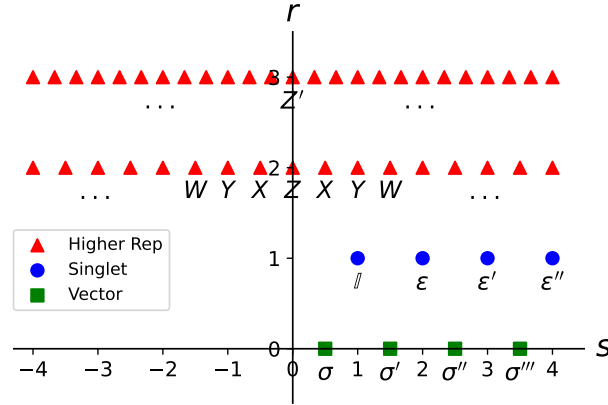 r
3
Z′
... ...
2
... W Y X Z X Y W ...
Higher Rep
Singlet
Vector
1
𝕀 ε ε′ ε′′
0 s
−4 −3 −2 −1 0 1 2 3 4
σ σ′ σ′′ σ′′′